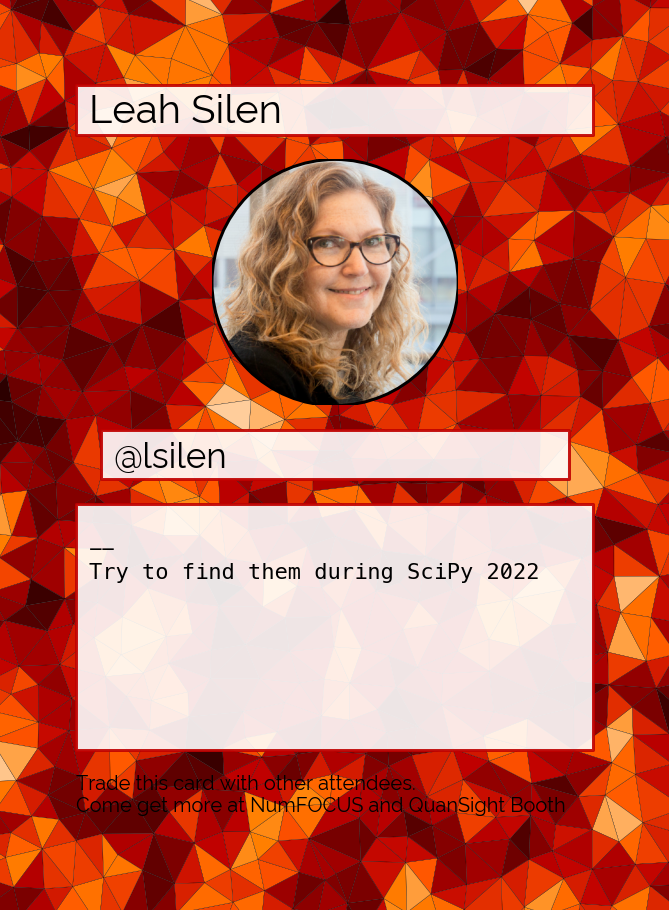 Leah Silen
@lsilen
——
Try to find them during SciPy 2022
Trade this card with other attendees.
Come get more at NumFOCUS and QuanSight Booth